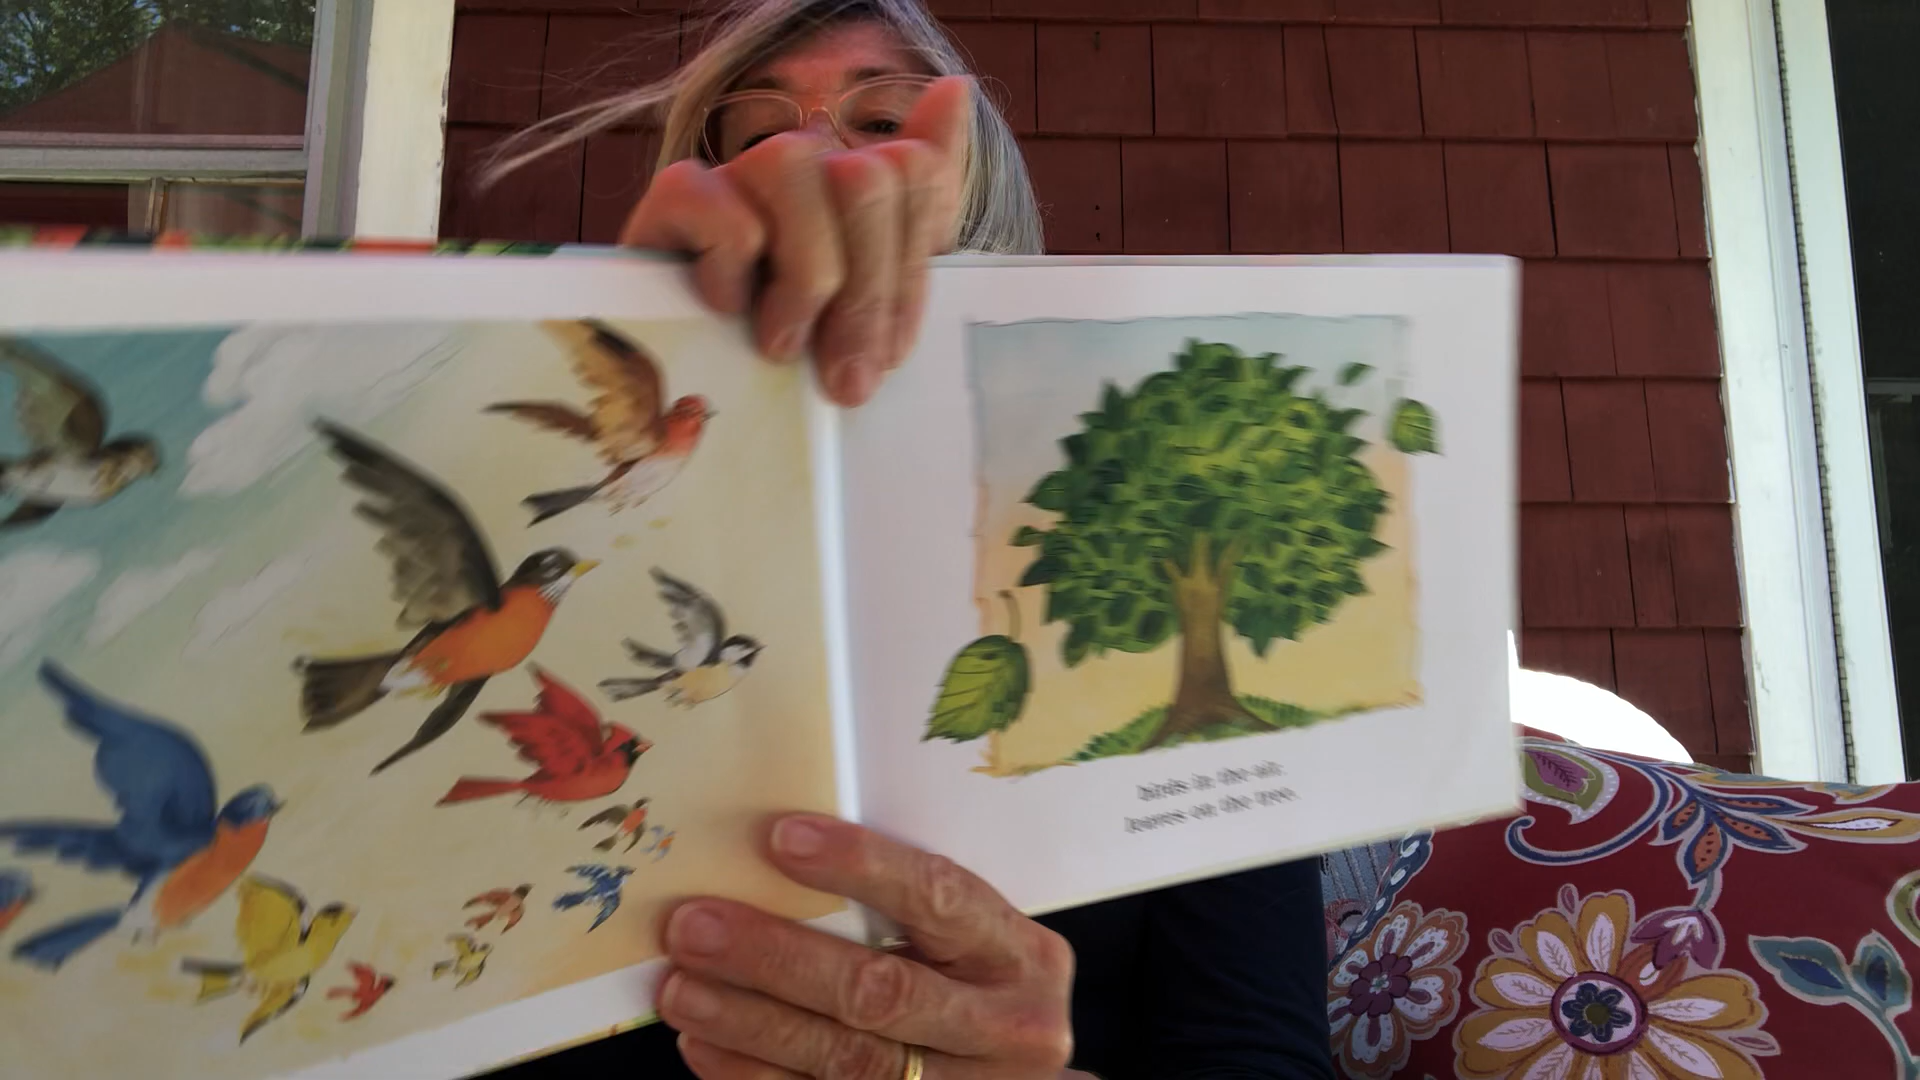 birds in the air,
leaves on the tree.